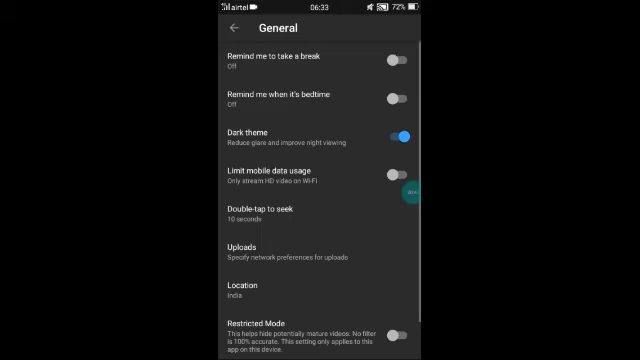 airtel 06:33 72%
General
Remind me to take a break
Off
Remind me when it's bedtime
Off
Dark theme
Reduce glare and improve night viewing
Limit mobile data usage
Only stream HD video on Wi-Fi
Double-tap to seek
10 seconds
Uploads
Specify network preferences for uploads
Location
India
Restricted Mode
This helps hide potentially mature videos. No filter
is 100% accurate. This setting only applies to
this app on this device.